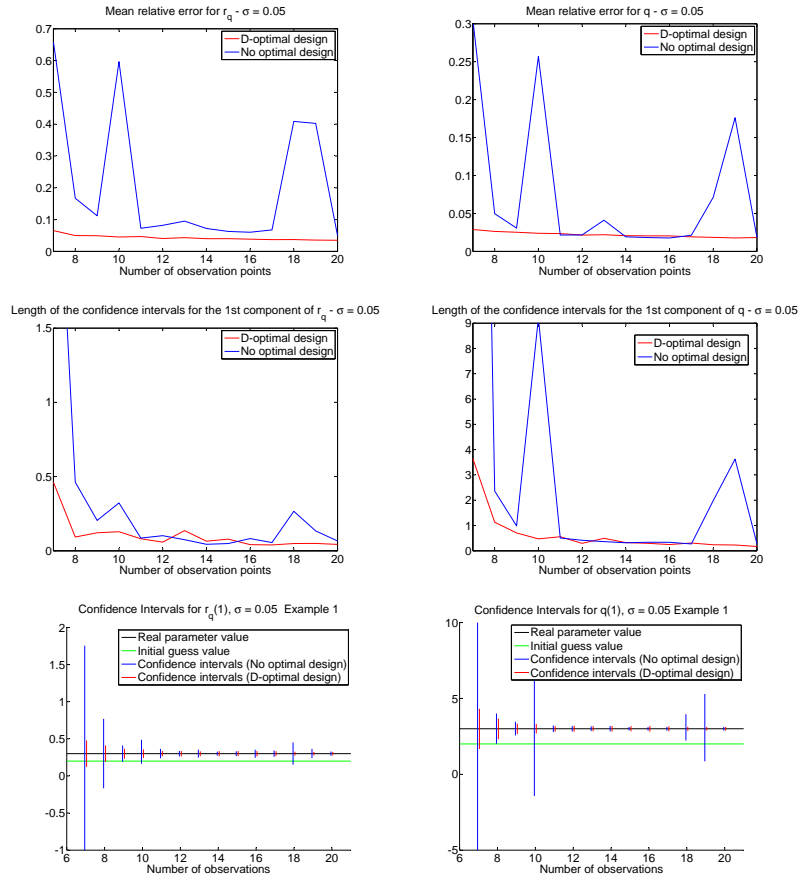 Mean relative error for r_q - σ = 0.05
0.7
0.6
0.5
0.4
0.3
0.2
0.1
0
D-optimal design
No optimal design
8 10 12 14 16 18 20
Number of observation points
Mean relative error for q - σ = 0.05
0.3
0.25
0.2
0.15
0.1
0.05
0
D-optimal design
No optimal design
8 10 12 14 16 18 20
Number of observation points
Length of the confidence intervals for the 1st component of r_q - σ = 0.05
1.5
1
0.5
0
D-optimal design
No optimal design
8 10 12 14 16 18 20
Number of observation points
Length of the confidence intervals for the 1st component of q - σ = 0.05
9
8
7
6
5
4
3
2
1
0
D-optimal design
No optimal design
8 10 12 14 16 18 20
Number of observation points
Confidence Intervals for r_q(1), σ = 0.05 Example 1
2
1.5
1
0.5
0
-0.5
-1
Real parameter value
Initial guess value
Confidence intervals (No optimal design)
Confidence intervals (D-optimal design)
6 8 10 12 14 16 18 20
Number of observations
Confidence Intervals for q(1), σ = 0.05 Example 1
10
5
0
-5
Real parameter value
Initial guess value
Confidence intervals (No optimal design)
Confidence intervals (D-optimal design)
6 8 10 12 14 16 18 20
Number of observations